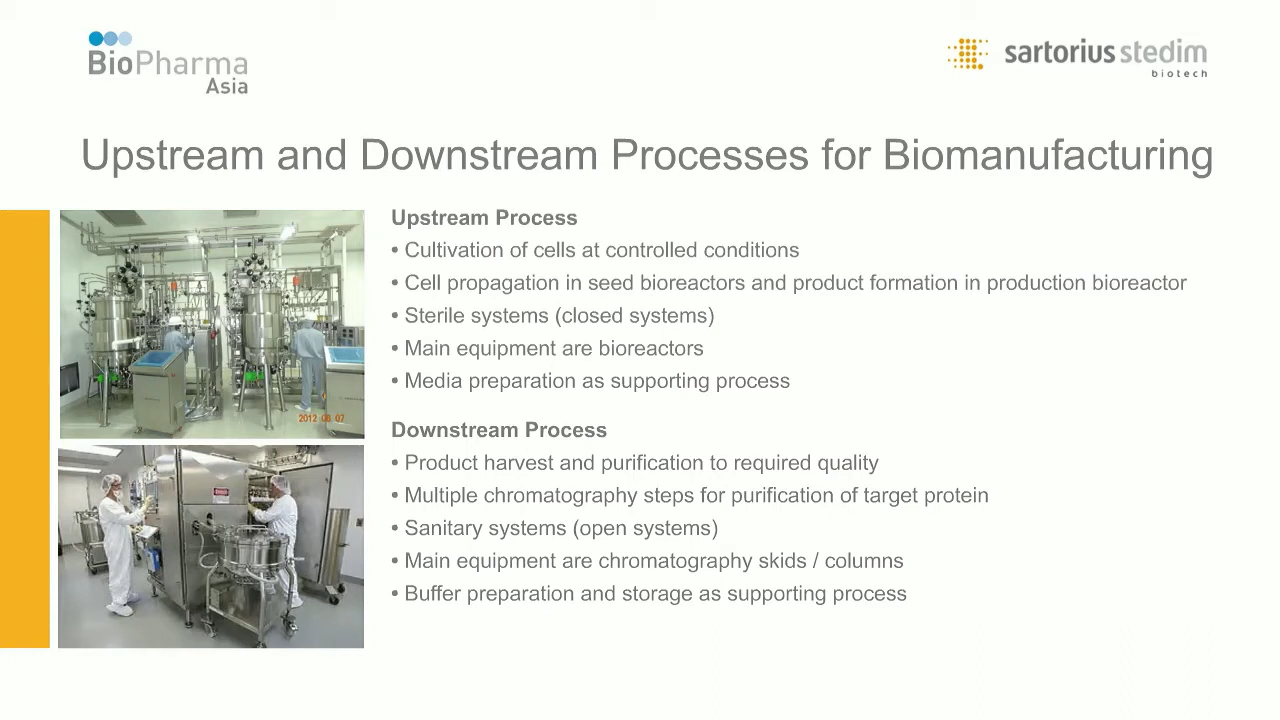 BioPharma
Asia
sartorius stedim
biotech
Upstream and Downstream Processes for Biomanufacturing
Upstream Process
• Cultivation of cells at controlled conditions
• Cell propagation in seed bioreactors and product formation in production bioreactor
• Sterile systems (closed systems)
• Main equipment are bioreactors
• Media preparation as supporting process
2012 08 07
Downstream Process
• Product harvest and purification to required quality
• Multiple chromatography steps for purification of target protein
• Sanitary systems (open systems)
• Main equipment are chromatography skids / columns
• Buffer preparation and storage as supporting process